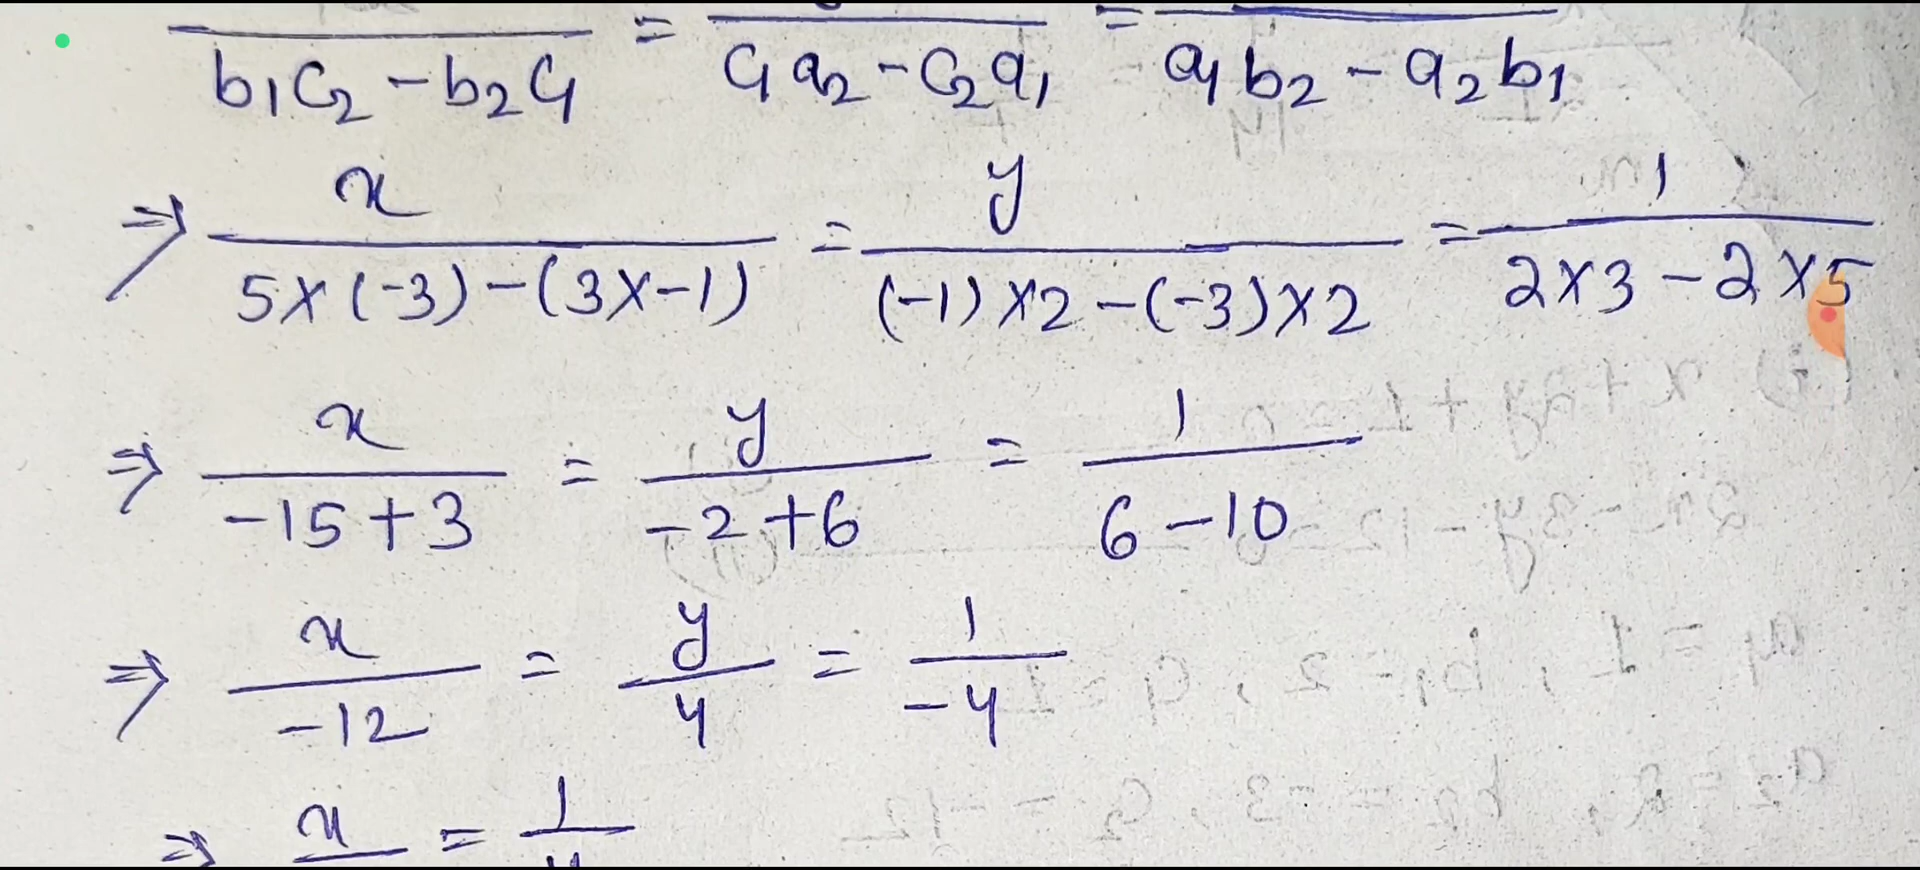 b₁c₂ - b₂c₁ = c₁a₂ - c₂a₁ = a₁b₂ - a₂b₁
⇒ x / 5×(-3)-(3×-1) = y / (-1)×2-(-3)×2 = 1 / 2×3-2×5
⇒ x / -15+3 = y / -2+6 = 1 / 6-10
⇒ x / -12 = y / 4 = 1 / -4
⇒ x = 1